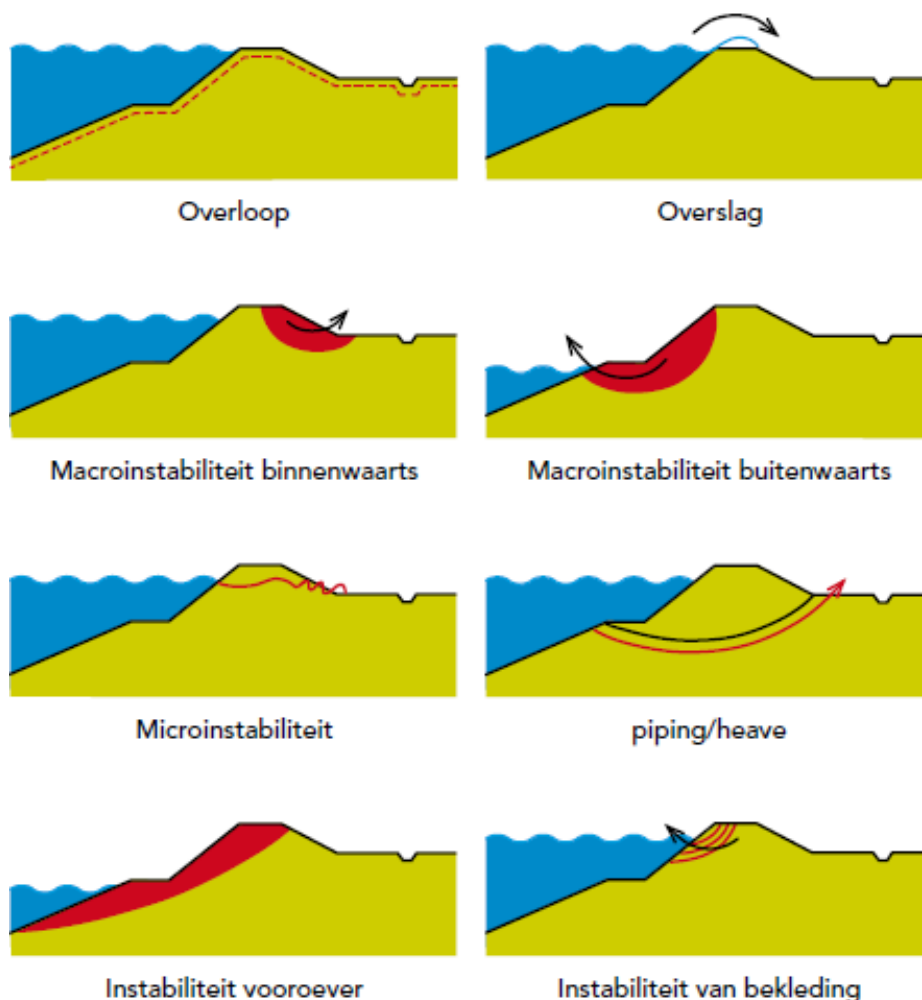 Overloop
Overslag
Macroinstabiliteit binnenwaarts
Macroinstabiliteit buitenwaarts
Microinstabiliteit
piping/heave
Instabiliteit vooroever
Instabiliteit van bekleding